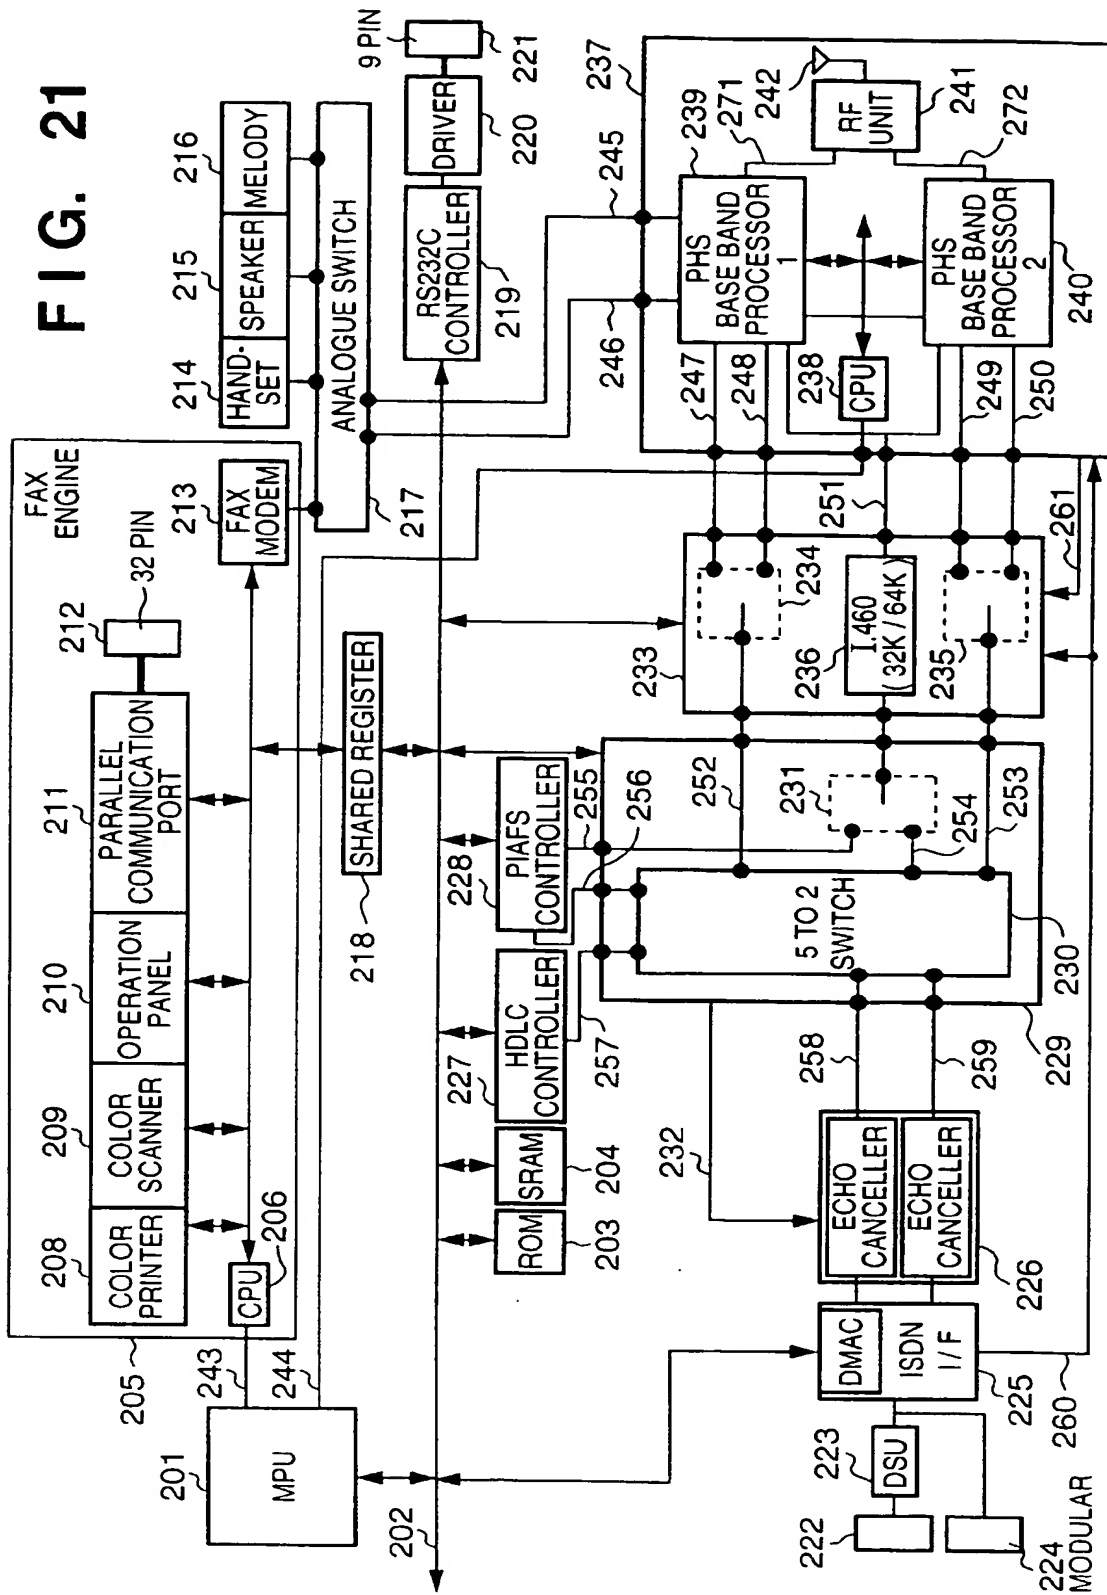 FIG. 21
FAX
ENGINE
205
208
COLOR
PRINTER
209
COLOR
SCANNER
210
OPERATION
PANEL
211
PARALLEL
COMMUNICATION
PORT
212
32 PIN
CPU
206
213
FAX
MODEM
214
HAND-
SET
215
SPEAKER
216
MELODY
ANALOGUE SWITCH
217
201
MPU
243
244
202
218
SHARED REGISTER
RS232C
CONTROLLER
219
DRIVER
220
9 PIN
221
ROM
203
SRAM
204
227
HDLC
CONTROLLER
257
228
PIAFS
CONTROLLER
255
256
222
223
DSU
224
MODULAR
DMAC
ISDN
I/F
225
260
ECHO
CANCELLER
ECHO
CANCELLER
226
232
258
259
229
5 TO 2
SWITCH
230
231
252
254
253
233
234
236
I.460
(32K / 64K)
235
251
261
247
248
249
250
246
245
237
238
CPU
PHS
BASE BAND
PROCESSOR
1
239
271
PHS
BASE BAND
PROCESSOR
2
240
272
RF
UNIT
241
242